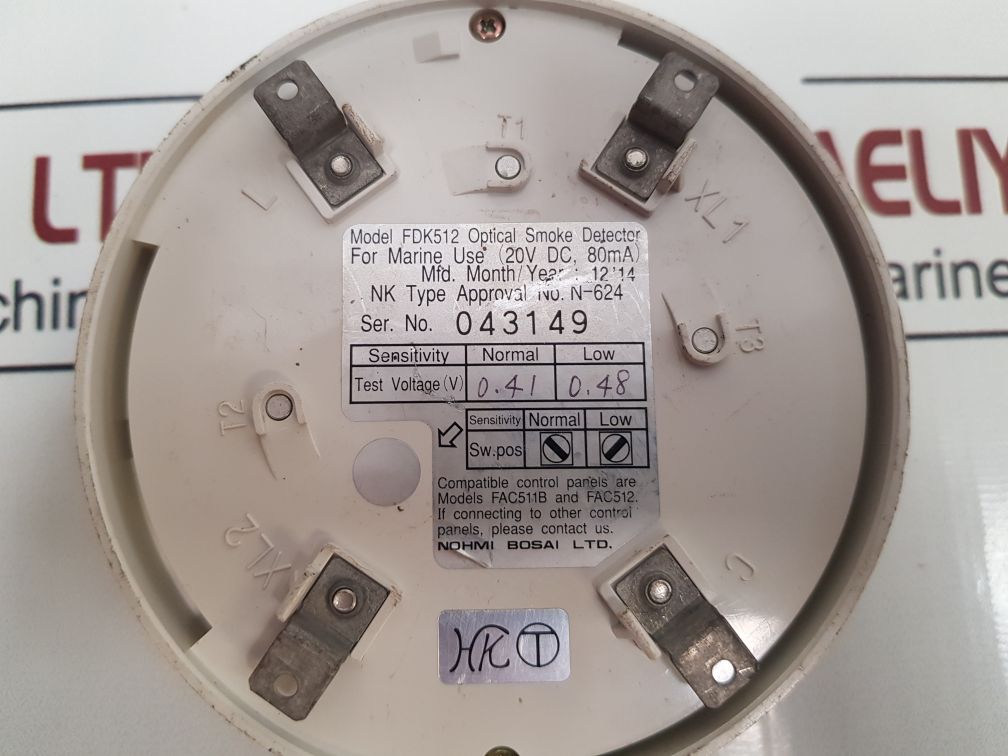 LT
AELIY
chin
arine
T1
L
XL1
Model FDK512 Optical Smoke Detector
For Marine Use (20V DC, 80mA)
Mfd. Month/Year: 12'14
NK Type Approval No. N-624
Ser. No. 043149
Sensitivity Normal Low
Test Voltage(V) 0.41 0.48
T3
T2
Sensitivity Normal Low
Sw.pos
Compatible control panels are
Models FAC511B and FAC512.
If connecting to other control
panels, please contact us.
NOHMI BOSAI LTD.
XL2
C
HK T